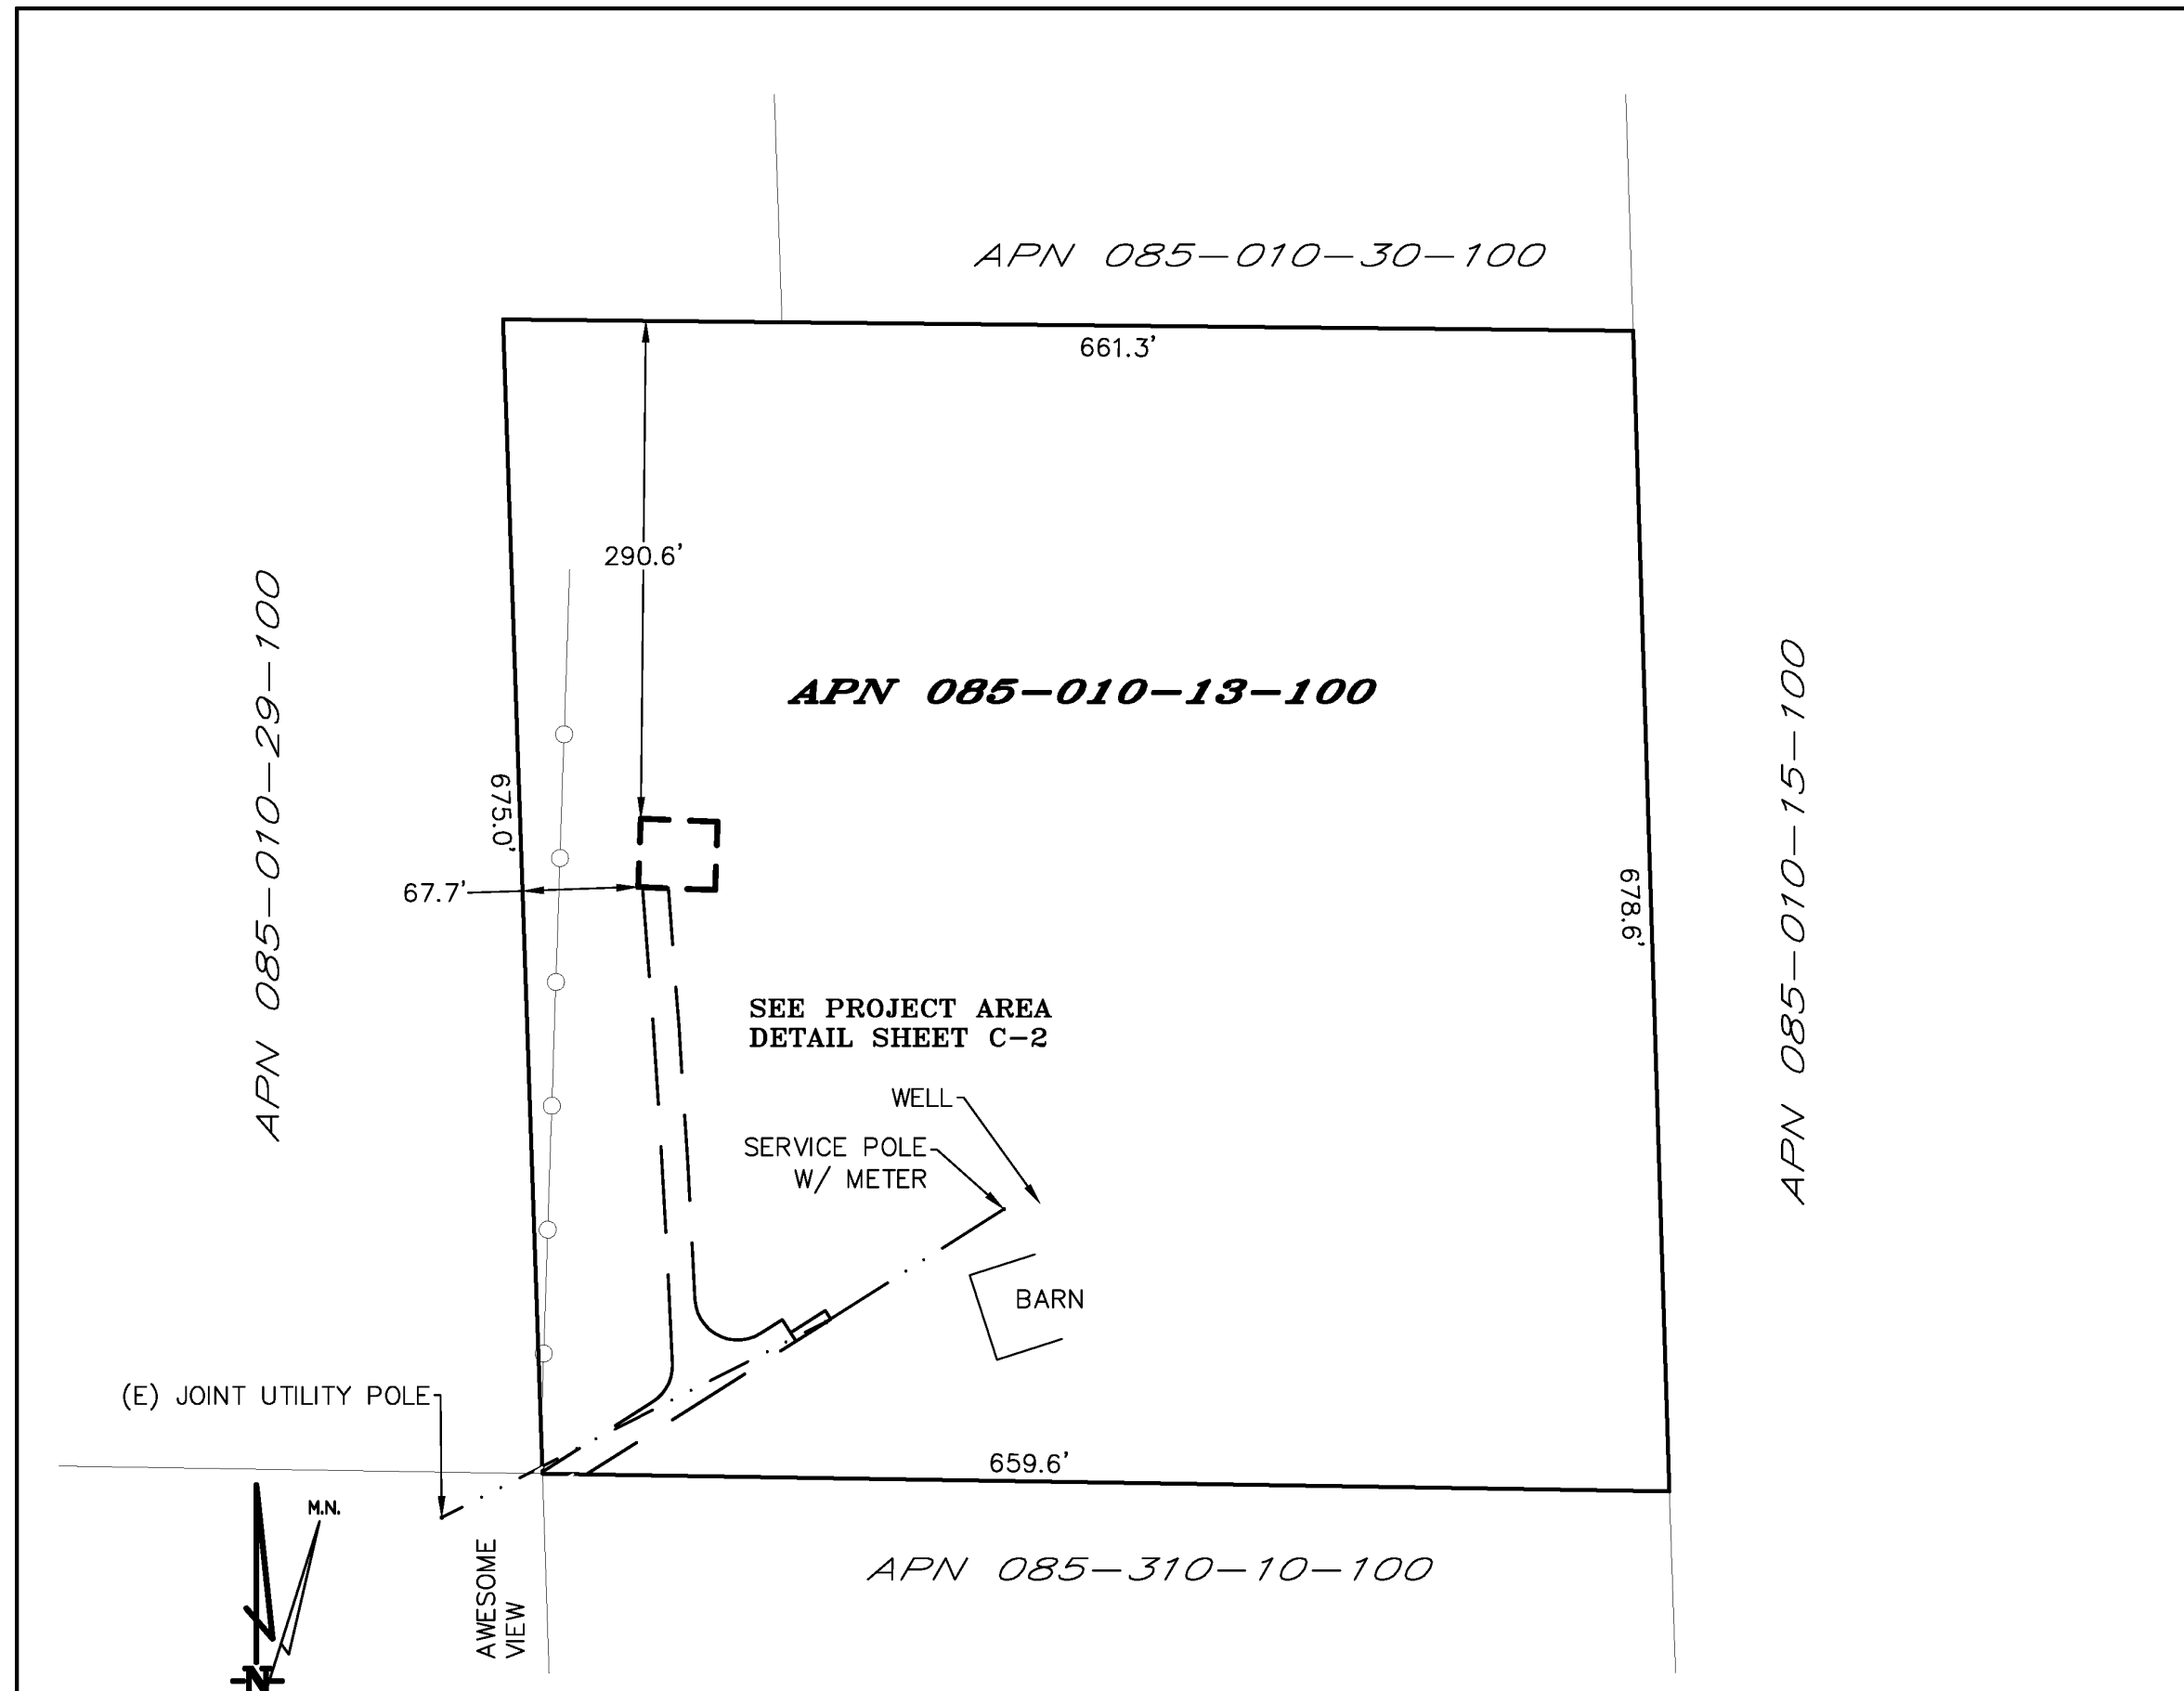 APN 085-010-30-100
661.3'
290.6'
APN 085-010-29-100
APN 085-010-13-100
APN 085-010-15-100
675.0'
67.7'
678.6'
SEE PROJECT AREA
DETAIL SHEET C-2
WELL
SERVICE POLE
W/ METER
BARN
(E) JOINT UTILITY POLE
659.6'
M.N.
AWESOME
VIEW
APN 085-310-10-100
N